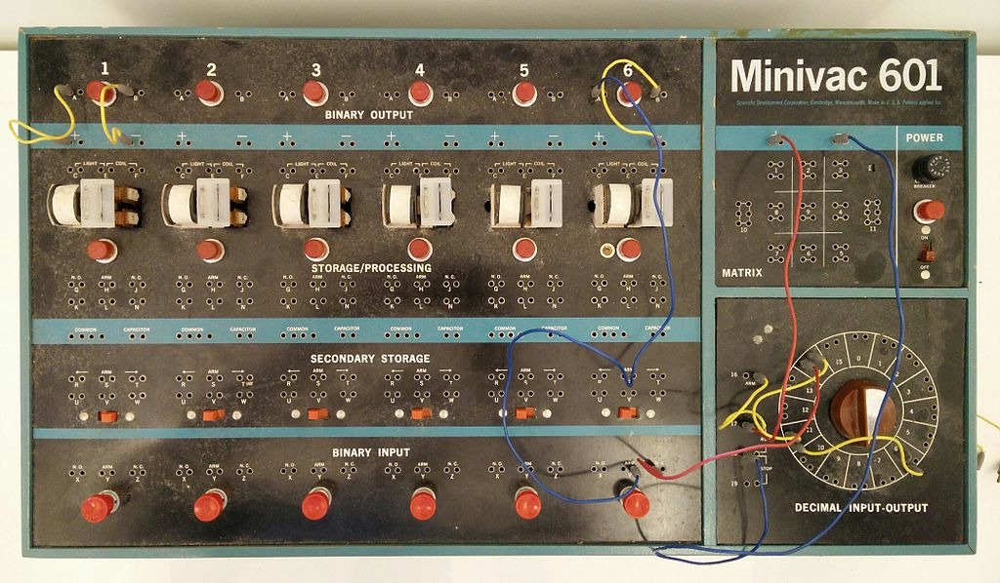 1 2 3 4 5 6
A B A B A B A B A B A B
BINARY OUTPUT
+ − + − + − + − + − + −
LIGHT COIL LIGHT COIL LIGHT COIL LIGHT COIL LIGHT COIL LIGHT COIL
STORAGE/PROCESSING
N.O. ARM N.C. N.O. ARM N.C. N.O. ARM N.C. N.O. ARM N.C. N.O. ARM N.C. N.O. ARM N.C.
G H J G H J G H J G H J G H J G H J
K L N K L N K L N K L N K L N K L N
COMMON CAPACITOR COMMON CAPACITOR COMMON CAPACITOR COMMON CAPACITOR COMMON CAPACITOR COMMON CAPACITOR
SECONDARY STORAGE
ARM ARM ARM ARM ARM ARM
R S T R S T R S T R S T R S T R S T
U V W U V W U V W U V W U V W U W
BINARY INPUT
N.O. ARM N.C. N.O. ARM N.C. N.O. ARM N.C. N.O. ARM N.C. N.O. ARM N.C. N.O. ARM N.C.
X Y Z X Y Z X Y Z X Y Z X Y Z X Z
Minivac 601
Scientific Development Corporation, Cambridge, Massachusetts. Made in U. S. A. Patents applied for.
+
POWER
BREAKER
ON
OFF
10
11
MATRIX
16
ARM
17
19
STOP
15 0 1 2 3 4 5 6 7 8 9 10 11 12 13
DECIMAL INPUT-OUTPUT